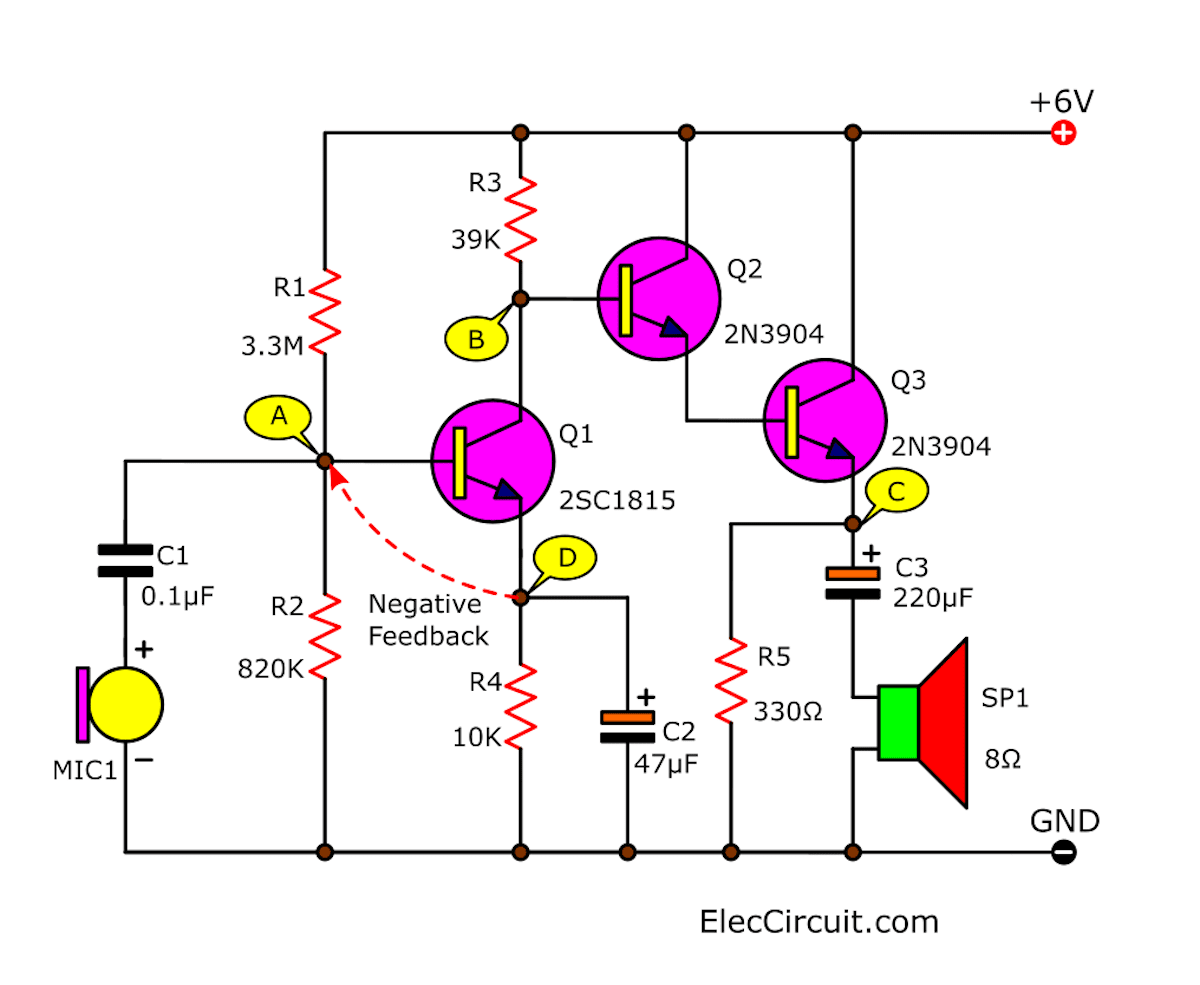 +6V
R3
39K
Q2
R1
2N3904
B
3.3M
Q3
A
Q1
2N3904
2SC1815
C
D
C1
0.1µF
+
C3
220µF
R2
Negative
Feedback
820K
+
R4
R5
10K
330Ω
+
C2
47µF
SP1
8Ω
MIC1
–
GND
ElecCircuit.com